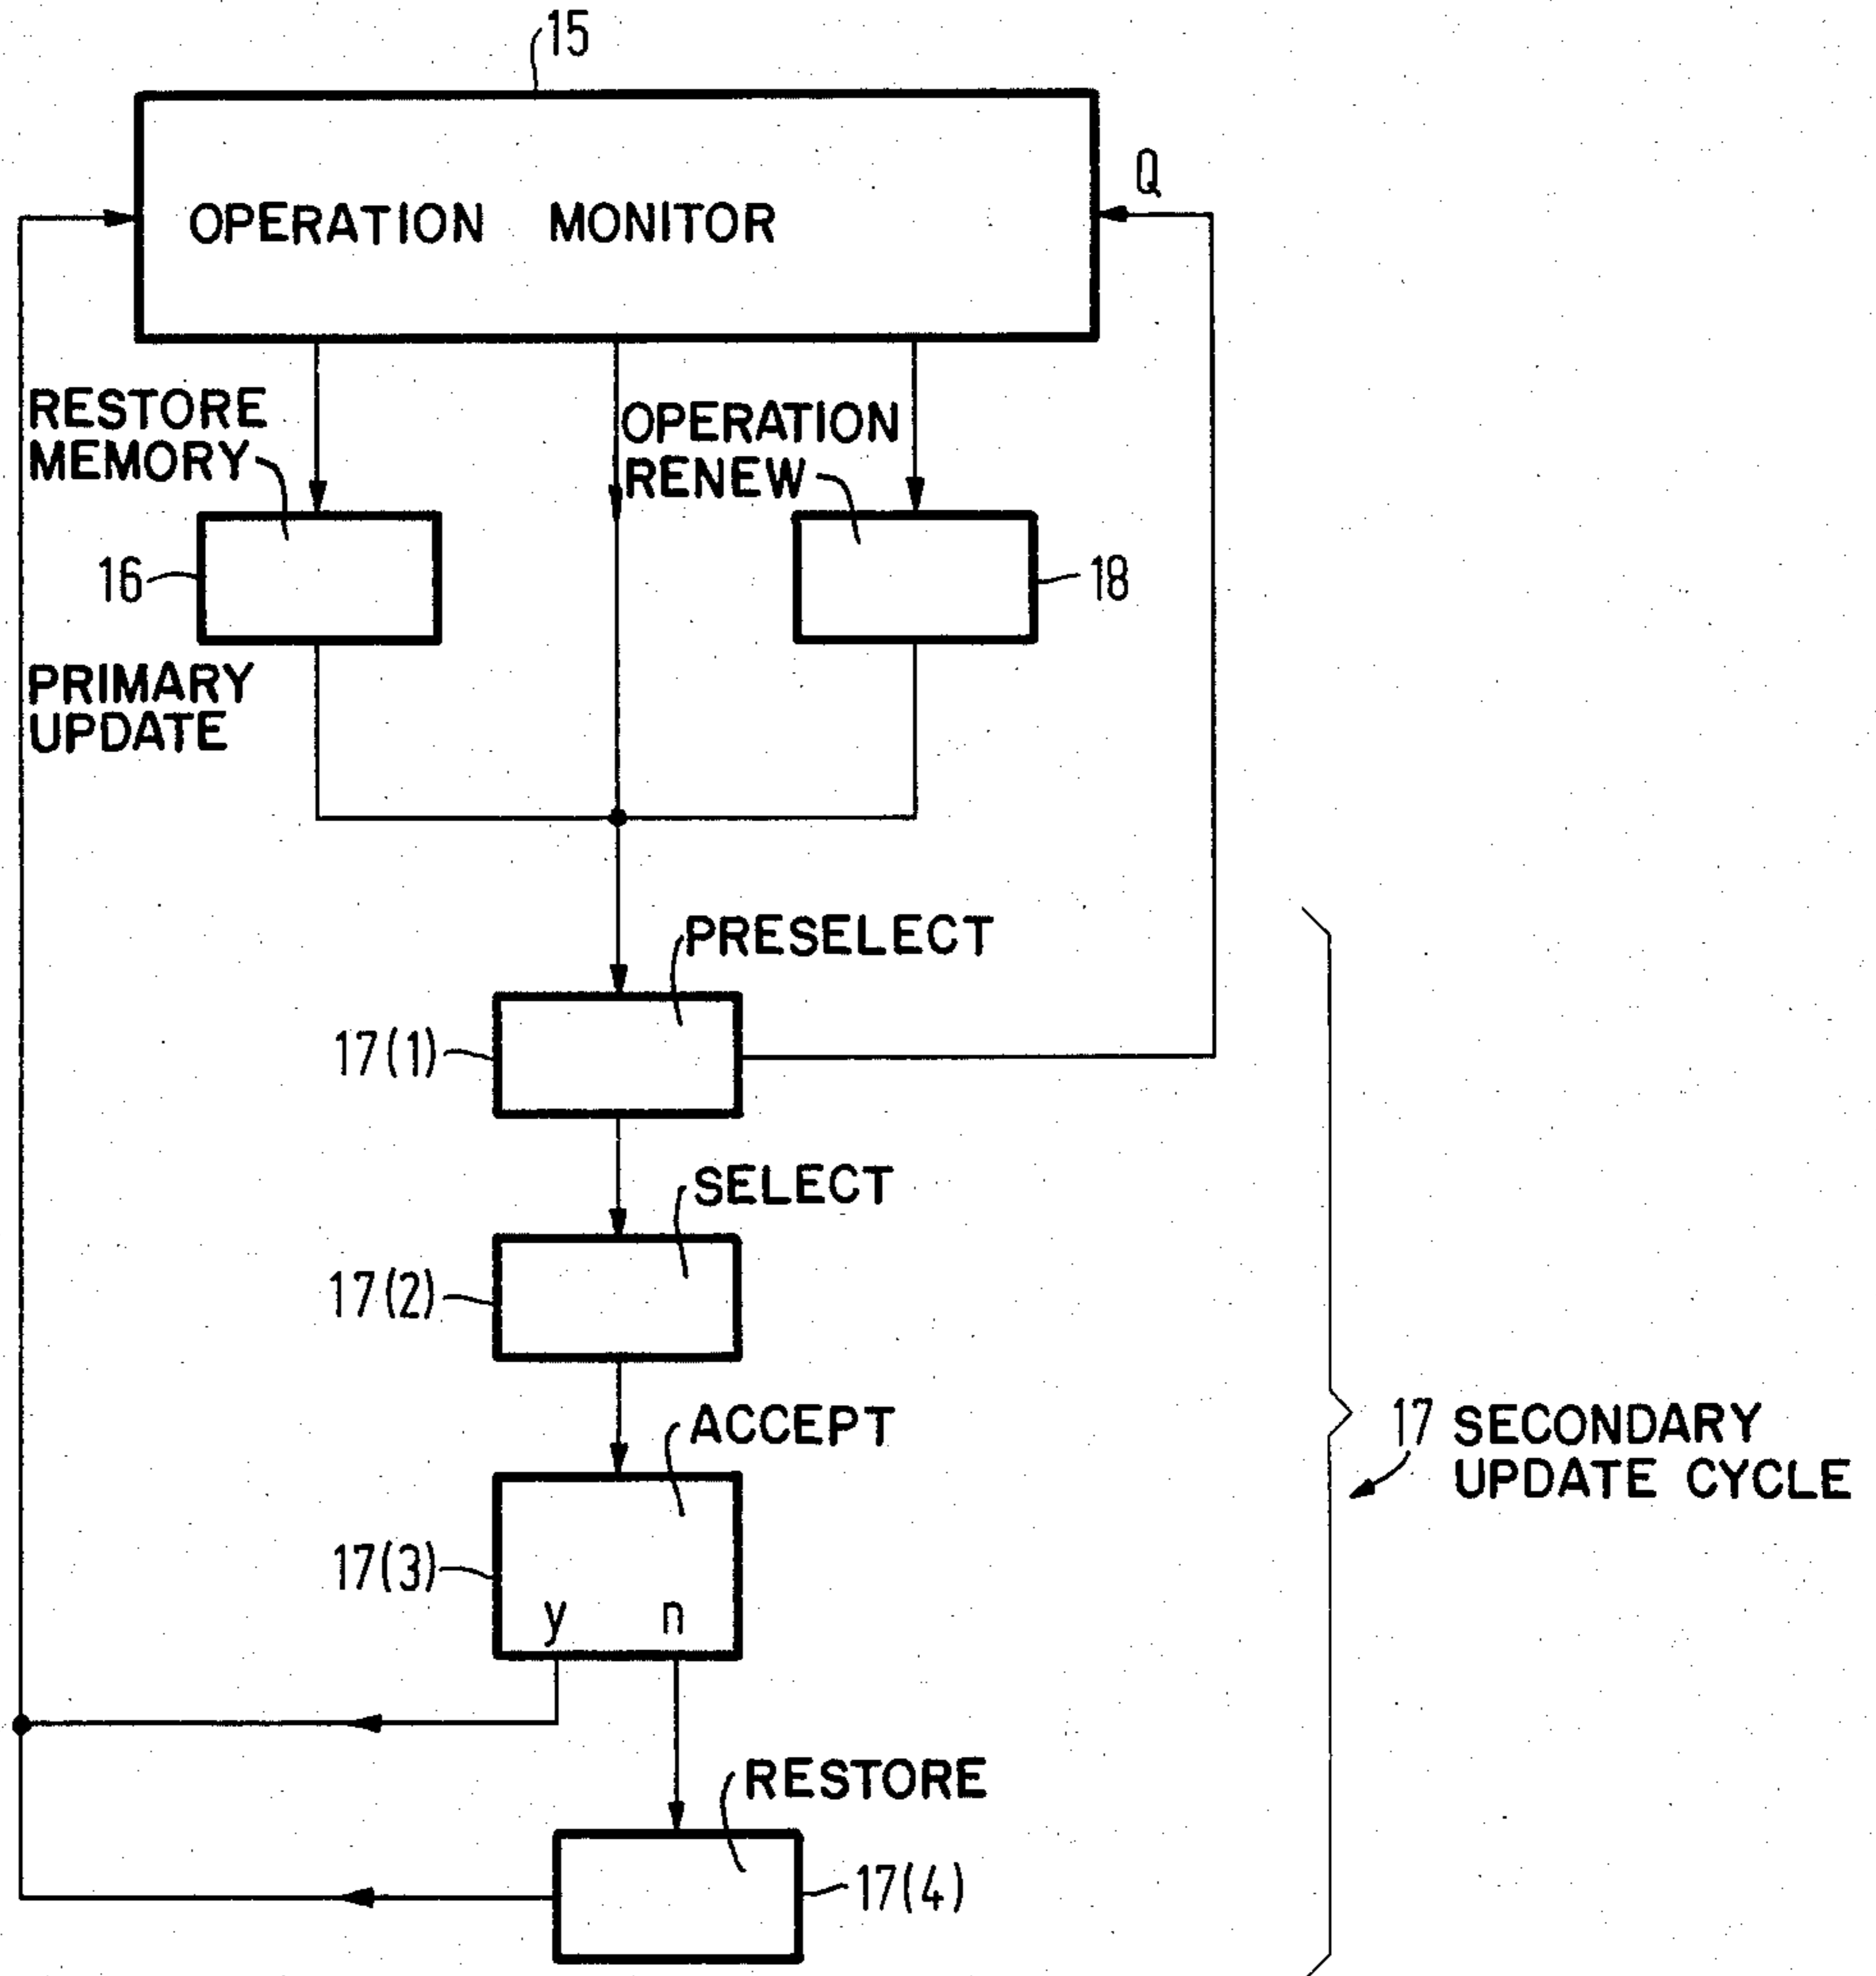 15
Q
OPERATION MONITOR
RESTORE
MEMORY
OPERATION
RENEW
16
18
PRIMARY
UPDATE
PRESELECT
17(1)
SELECT
17(2)
ACCEPT
17 SECONDARY
UPDATE CYCLE
17(3)
y n
RESTORE
17(4)